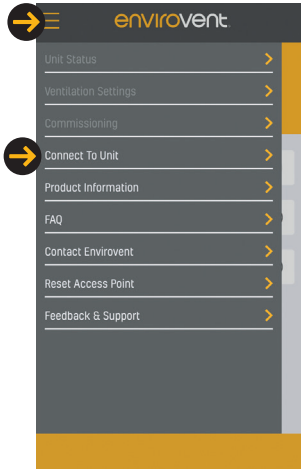 envirovent
Unit Status
Ventilation Settings
Commissioning
Connect To Unit
Product Information
FAQ
Contact Envirovent
Reset Access Point
Feedback & Support